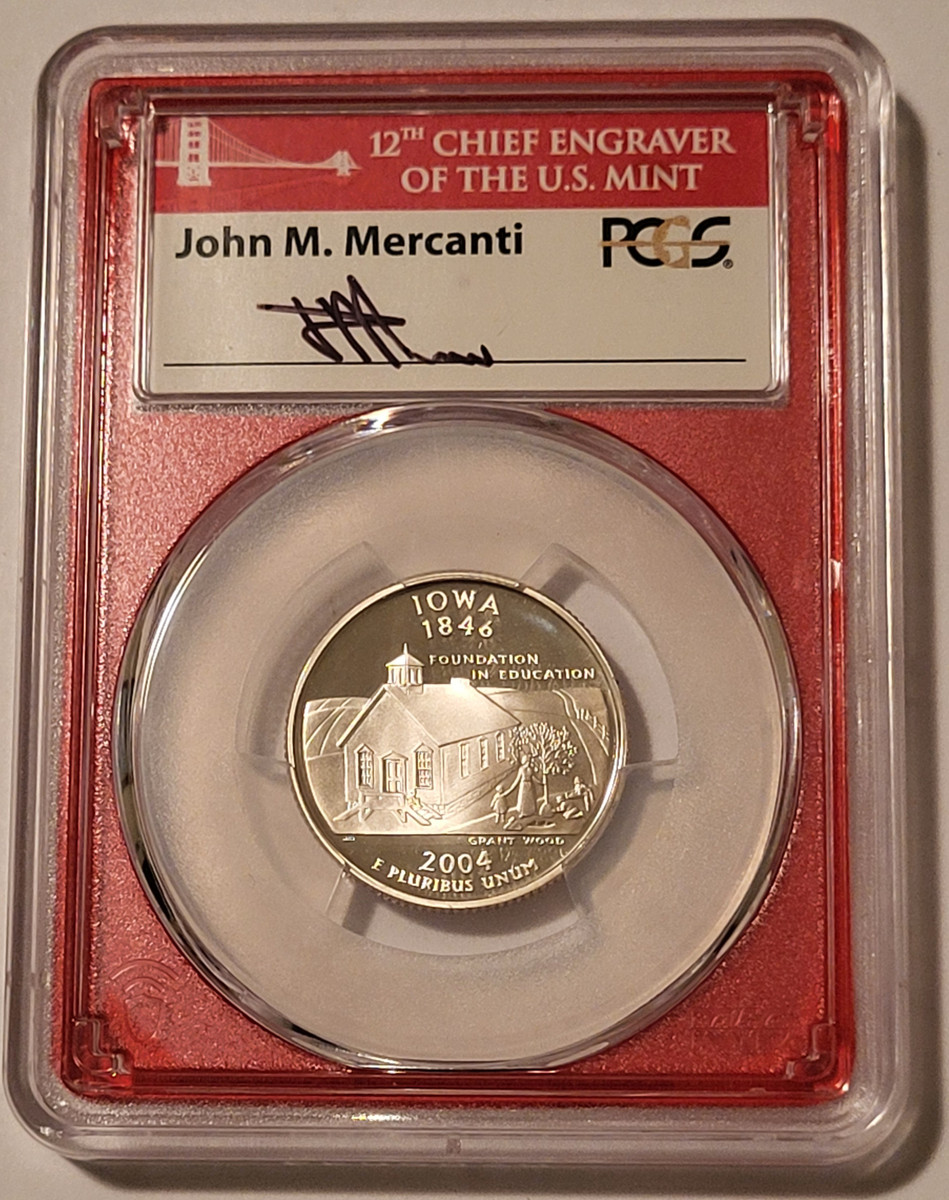 12TH CHIEF ENGRAVER
OF THE U.S. MINT
John M. Mercanti
PCGS®
IOWA
1846
FOUNDATION
IN EDUCATION
GRANT WOOD
2004
E PLURIBUS UNUM